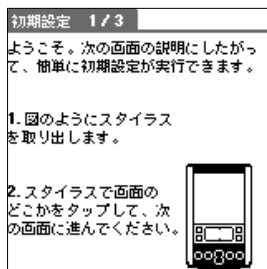 初期設定 1/3
ようこそ。次の画面の説明にしたがっ
て、簡単に初期設定が実行できます。
1. 図のようにスタイラス
を取り出します。
2. スタイラスで画面の
どこかをタップして、次
の画面に進んでください。